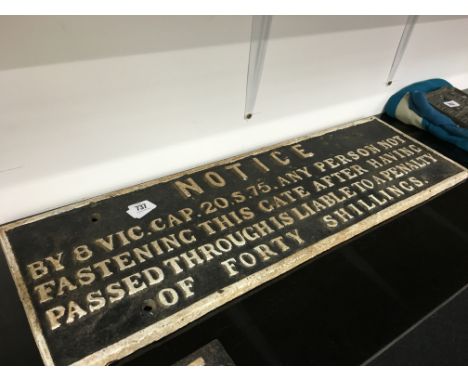 NOTICE
BY 8 VIC. CAP. 20. S. 75. ANY PERSON NOT
FASTENING THIS GATE AFTER HAVING
PASSED THROUGH IS LIABLE TO A PENALTY
OF FORTY SHILLINGS.
737